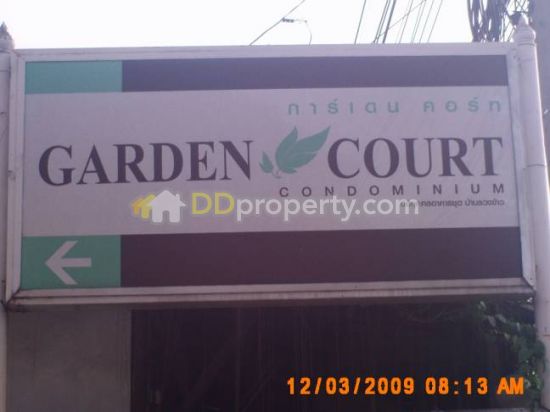 การ์เดน คอร์ท
GARDEN COURT
CONDOMINIUM
DDproperty.com
12/03/2009 08:13 AM